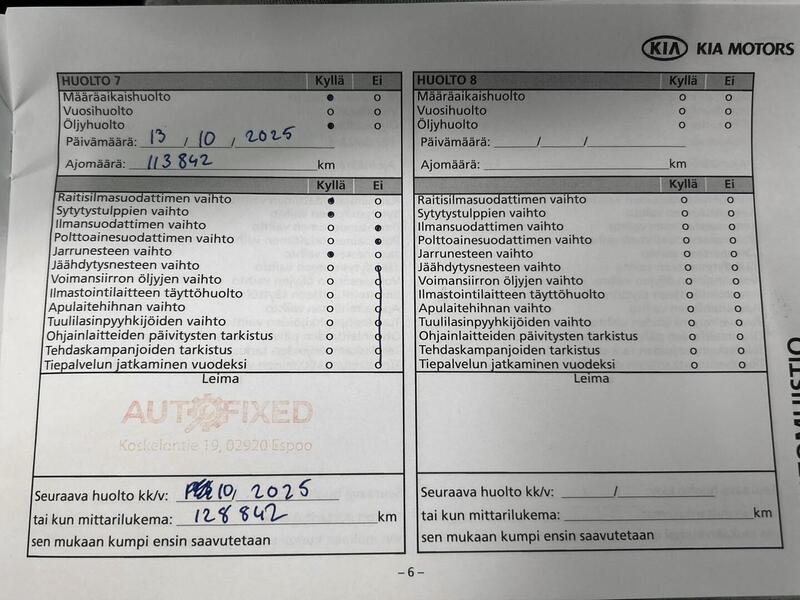 KIA KIA MOTORS
HUOLTO 7 Kyllä Ei
Määräaikaishuolto
Vuosihuolto
Öljyhuolto
Päivämäärä: 13 / 10 / 2025
Ajomäärä: 113 842 km
Kyllä Ei
Raitisilmasuodattimen vaihto
Sytytystulppien vaihto
Ilmansuodattimen vaihto
Polttoainesuodattimen vaihto
Jarrunesteen vaihto
Jäähdytysnesteen vaihto
Voimansiirron öljyjen vaihto
Ilmastointilaitteen täyttöhuolto
Apulaitehihnan vaihto
Tuulilasinpyyhkijöiden vaihto
Ohjainlaitteiden päivitysten tarkistus
Tehdaskampanjoiden tarkistus
Tiepalvelun jatkaminen vuodeksi
Leima
AUTOFIXED
Koskelontie 19, 02920 Espoo
Seuraava huolto kk/v: 10/ 2025
tai kun mittarilukema: 128 842 km
sen mukaan kumpi ensin saavutetaan
HUOLTO 8 Kyllä Ei
Määräaikaishuolto
Vuosihuolto
Öljyhuolto
Päivämäärä: / /
Ajomäärä: km
Kyllä Ei
Raitisilmasuodattimen vaihto
Sytytystulppien vaihto
Ilmansuodattimen vaihto
Polttoainesuodattimen vaihto
Jarrunesteen vaihto
Jäähdytysnesteen vaihto
Voimansiirron öljyjen vaihto
Ilmastointilaitteen täyttöhuolto
Apulaitehihnan vaihto
Tuulilasinpyyhkijöiden vaihto
Ohjainlaitteiden päivitysten tarkistus
Tehdaskampanjoiden tarkistus
Tiepalvelun jatkaminen vuodeksi
Leima
Seuraava huolto kk/v: /
tai kun mittarilukema: km
sen mukaan kumpi ensin saavutetaan
– 6 –